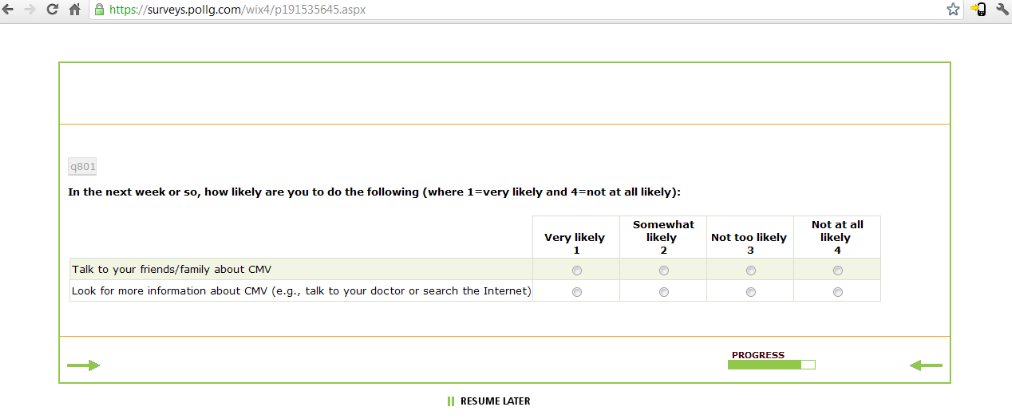 https://surveys.pollg.com/wix4/p191535645.aspx
q801
In the next week or so, how likely are you to do the following (where 1=very likely and 4=not at all likely):
Very likely 1
Somewhat likely 2
Not too likely 3
Not at all likely 4
Talk to your friends/family about CMV
Look for more information about CMV (e.g., talk to your doctor or search the Internet)
PROGRESS
RESUME LATER